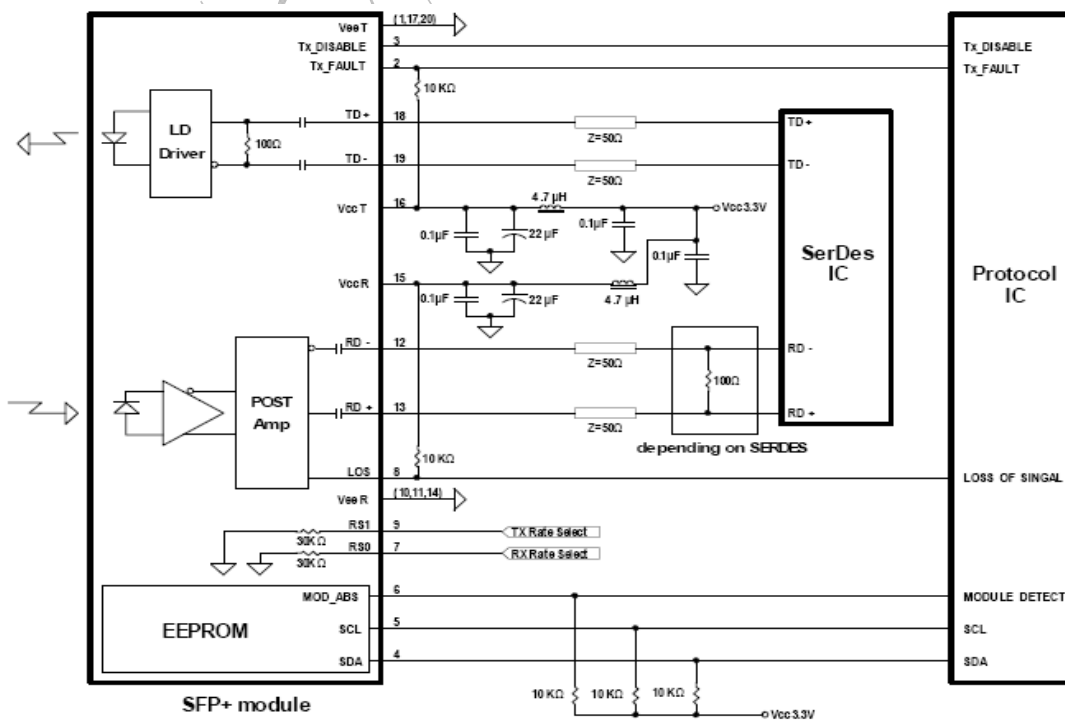 Vee T (1,17,20)
Tx_DISABLE 3 Tx_DISABLE
Tx_FAULT 2 Tx_FAULT
10 KΩ
LD
Driver
100Ω
TD+ 18 Z=50Ω TD+
TD - 19 Z=50Ω TD -
Vcc T 16 4.7 µH Vcc3.3V
0.1µF 22 µF 0.1µF 0.1µF
Vcc R 15
0.1µF 22 µF 4.7 µH
SerDes
IC
Protocol
IC
RD - 12 Z=50Ω RD -
100Ω
POST
Amp
RD + 13 Z=50Ω RD +
depending on SERDES
10 KΩ
LOS 8 LOSS OF SINGAL
Vee R (10,11,14)
RS1 9 TX Rate Select
30KΩ
RS0 7 RX Rate Select
30KΩ
EEPROM
MOD_ABS 6 MODULE DETECT
SCL 5 SCL
SDA 4 SDA
10 KΩ 10 KΩ 10 KΩ
Vcc3.3V
SFP+ module